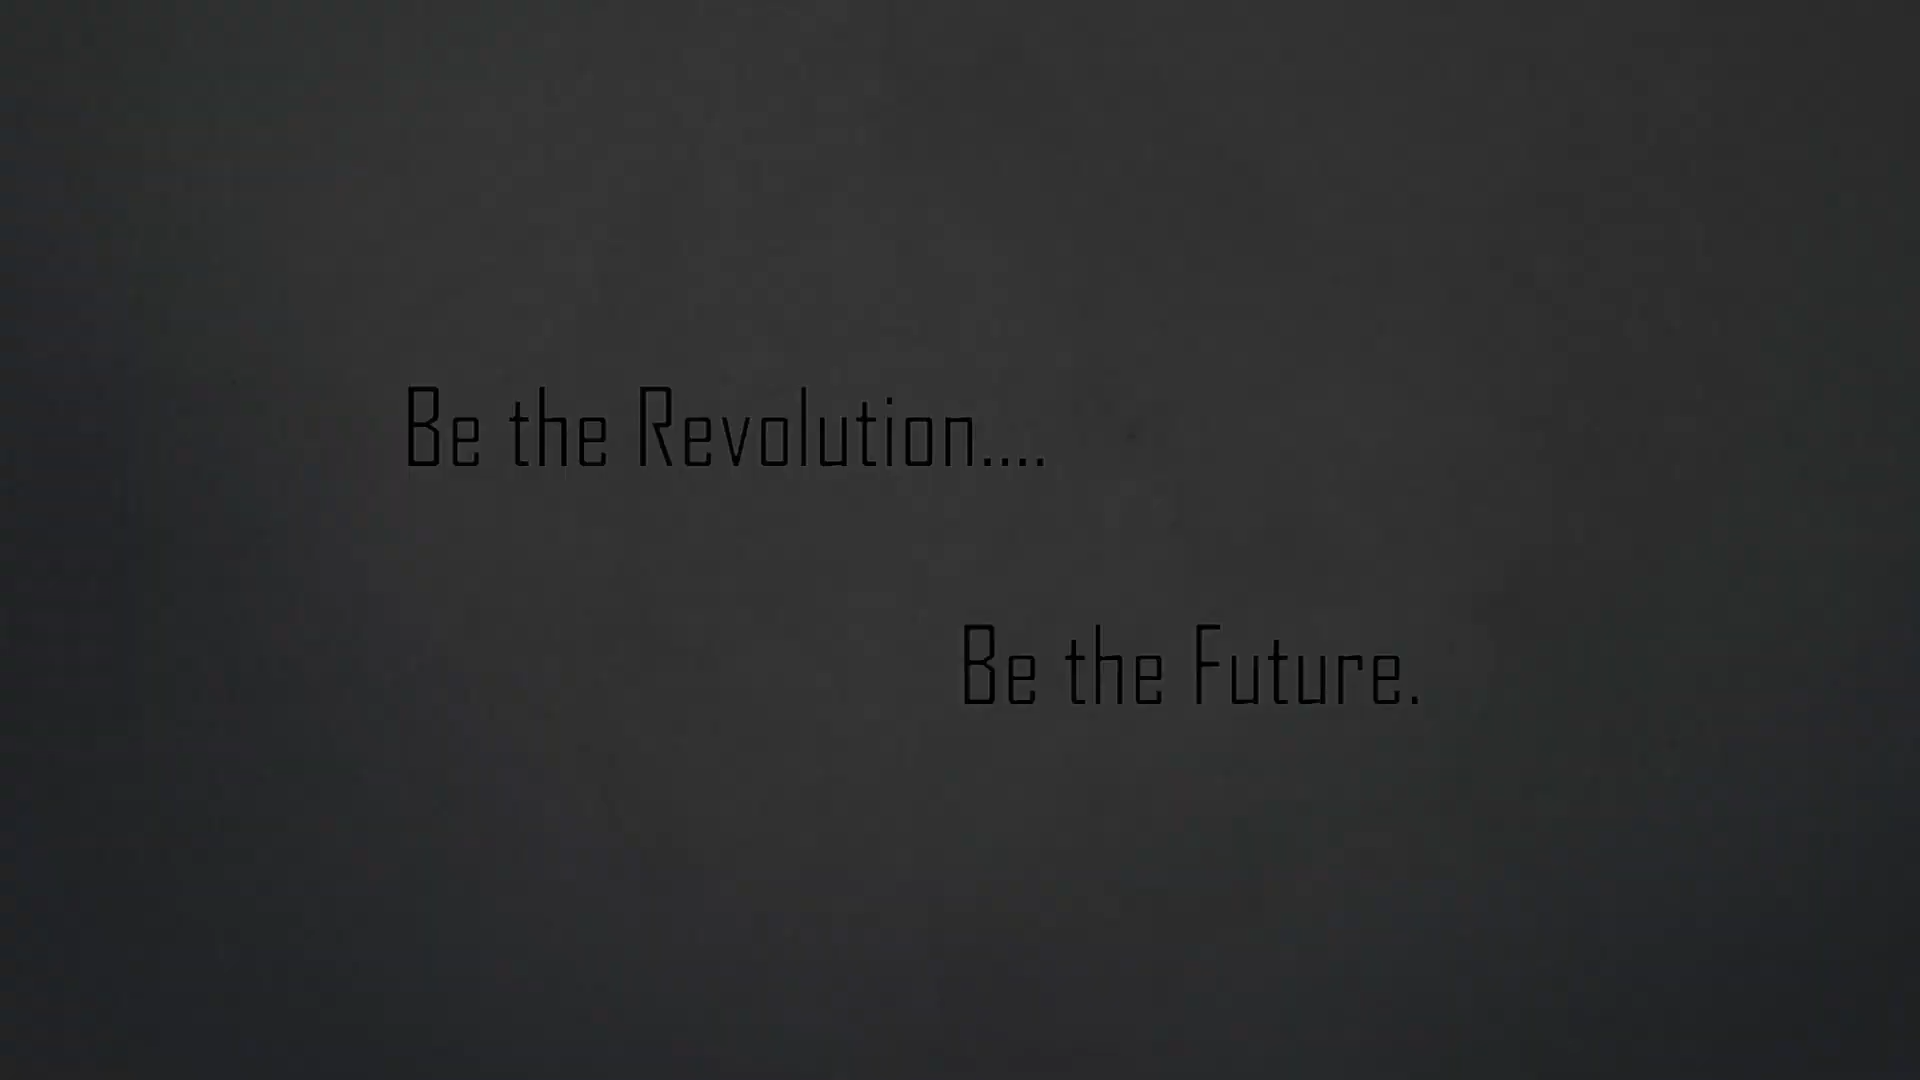 Be the Revolution....
Be the Future.